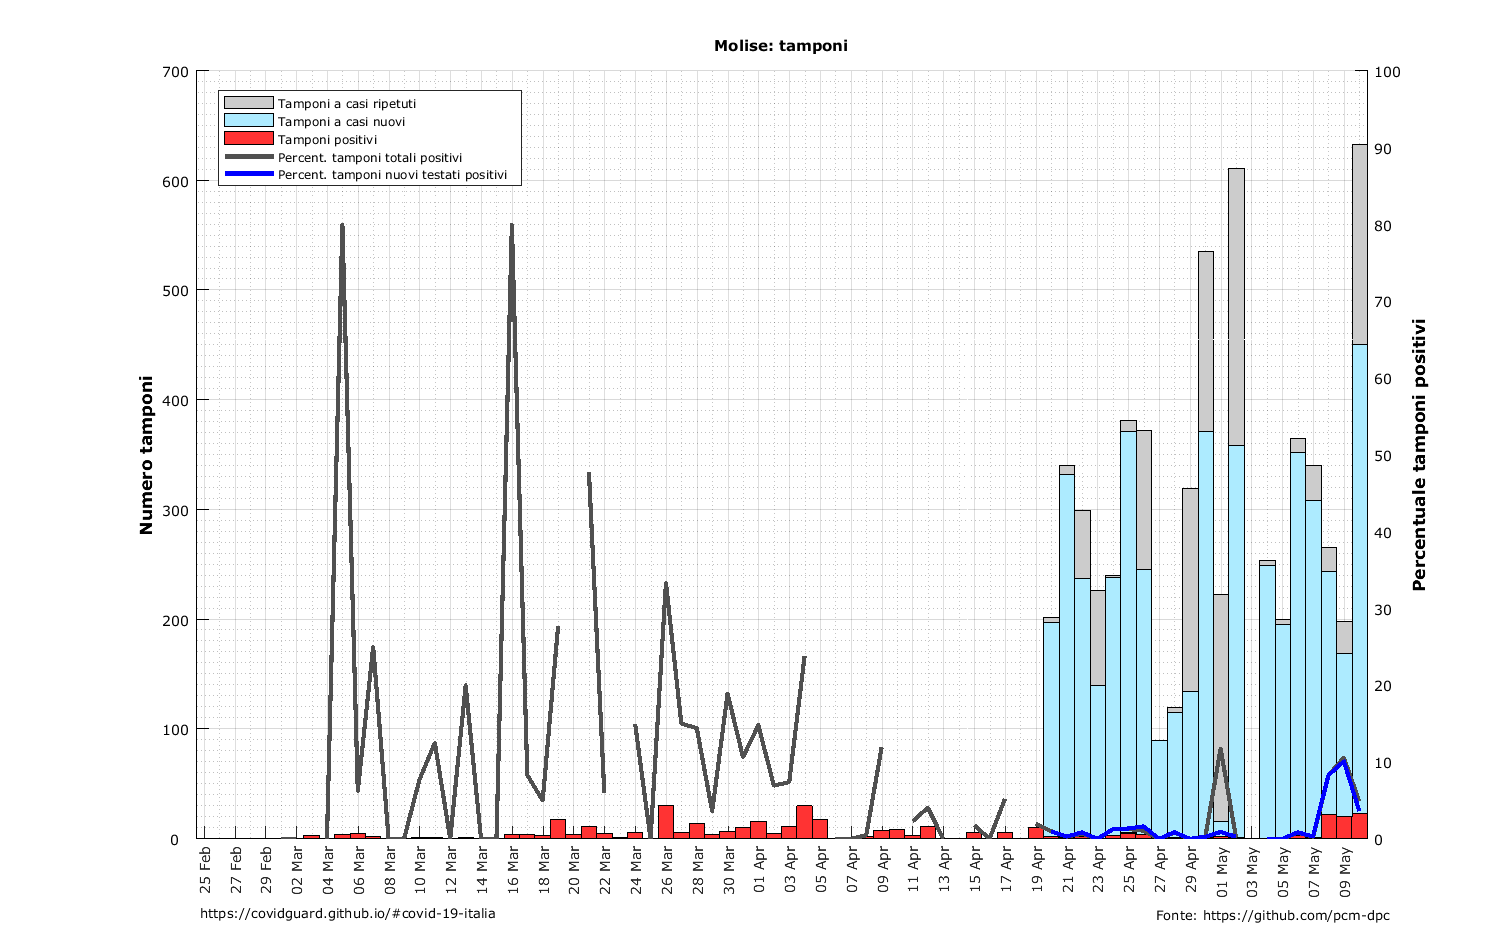 Molise: tamponi
Tamponi a casi ripetuti
Tamponi a casi nuovi
Tamponi positivi
Percent. tamponi totali positivi
Percent. tamponi nuovi testati positivi
Numero tamponi
700
600
500
400
300
200
100
0
Percentuale tamponi positivi
100
90
80
70
60
50
40
30
20
10
0
25 Feb
27 Feb
29 Feb
02 Mar
04 Mar
06 Mar
08 Mar
10 Mar
12 Mar
14 Mar
16 Mar
18 Mar
20 Mar
22 Mar
24 Mar
26 Mar
28 Mar
30 Mar
01 Apr
03 Apr
05 Apr
07 Apr
09 Apr
11 Apr
13 Apr
15 Apr
17 Apr
19 Apr
21 Apr
23 Apr
25 Apr
27 Apr
29 Apr
01 May
03 May
05 May
07 May
09 May
https://covidguard.github.io/#covid-19-italia
Fonte: https://github.com/pcm-dpc